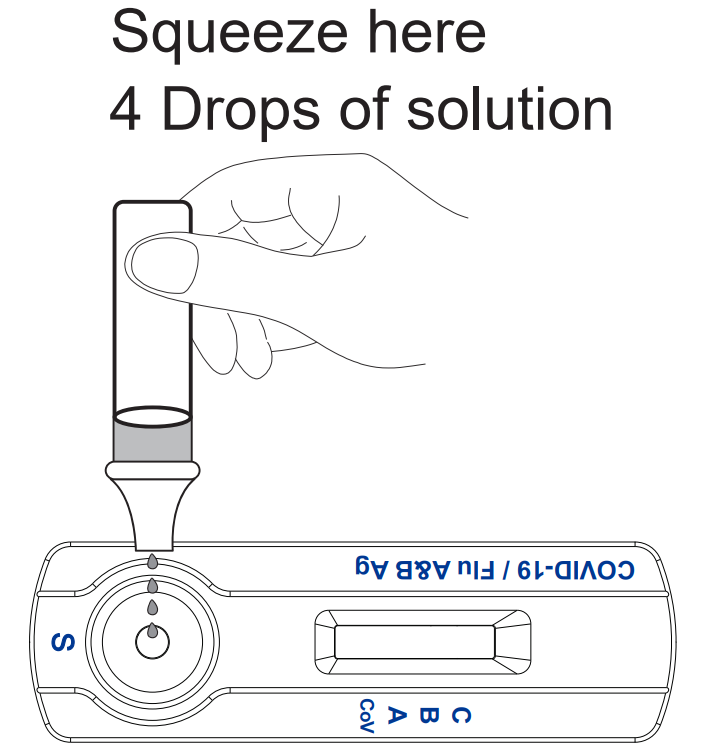 Squeeze here
4 Drops of solution
COVID-19 / Flu A&B Ag
S
C B A CoV